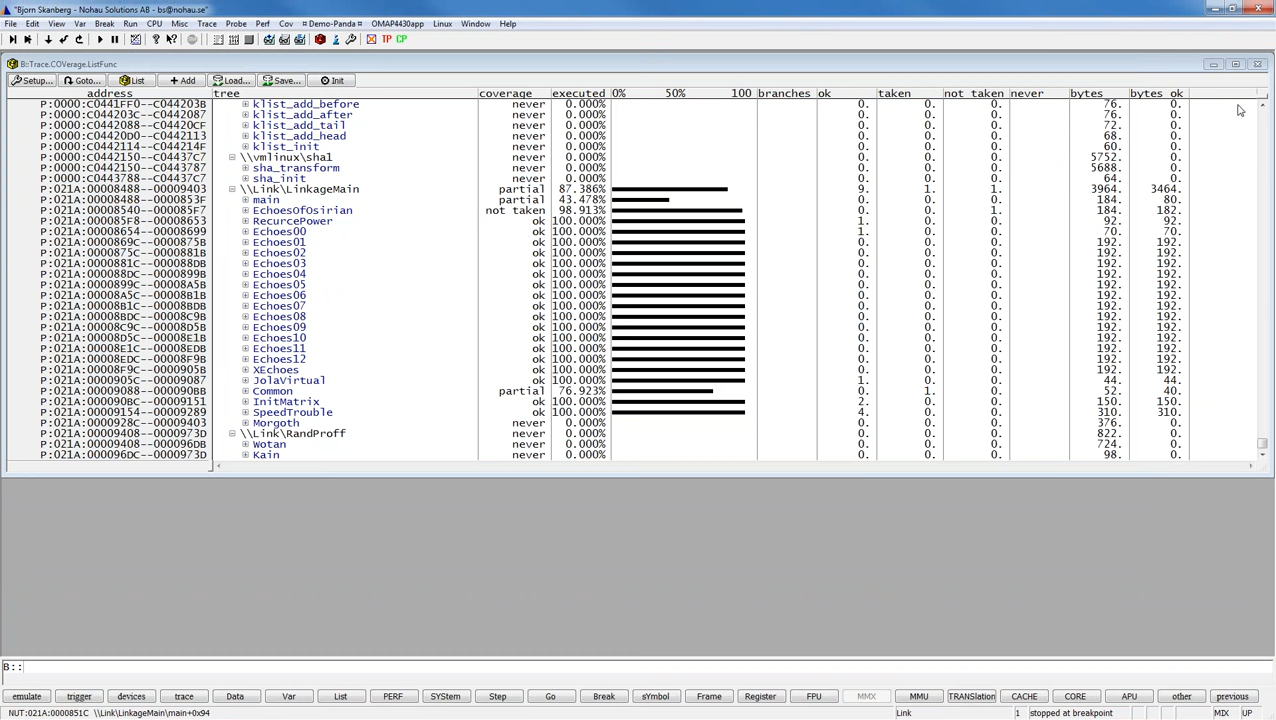 "Bjorn Skanberg - Nohau Solutions AB - bs@nohau.se"
File Edit View Var Break Run CPU Misc Trace Probe Perf Cov ¤ Demo-Panda ¤ OMAP4430app Linux Window Help
TP CP
B::Trace.COVerage.ListFunc
Setup... Goto... List + Add Load... Save... Init
address tree coverage executed 0% 50% 100 branches ok taken not taken never bytes bytes ok
P:0000:C0441FF0--C044203B klist_add_before never 0.000% 0. 0. 0. 76. 0.
P:0000:C044203C--C0442087 klist_add_after never 0.000% 0. 0. 0. 76. 0.
P:0000:C0442088--C04420CF klist_add_tail never 0.000% 0. 0. 0. 72. 0.
P:0000:C04420D0--C0442113 klist_add_head never 0.000% 0. 0. 0. 68. 0.
P:0000:C0442114--C044214F klist_init never 0.000% 0. 0. 0. 60. 0.
P:0000:C0442150--C04437C7 \\vmlinux\sha1 never 0.000% 0. 0. 0. 5752. 0.
P:0000:C0442150--C0443787 sha_transform never 0.000% 0. 0. 0. 5688. 0.
P:0000:C0443788--C04437C7 sha_init never 0.000% 0. 0. 0. 64. 0.
P:021A:00008488--00009403 \\Link\LinkageMain partial 87.386% 9. 1. 1. 3964. 3464.
P:021A:00008488--0000853F main partial 43.478% 0. 0. 0. 184. 80.
P:021A:00008540--000085F7 EchoesOfOsirian not taken 98.913% 0. 0. 1. 184. 182.
P:021A:000085F8--00008653 RecurcePower ok 100.000% 1. 0. 0. 92. 92.
P:021A:00008654--00008699 Echoes00 ok 100.000% 1. 0. 0. 70. 70.
P:021A:0000869C--0000875B Echoes01 ok 100.000% 0. 0. 0. 192. 192.
P:021A:0000875C--0000881B Echoes02 ok 100.000% 0. 0. 0. 192. 192.
P:021A:0000881C--000088DB Echoes03 ok 100.000% 0. 0. 0. 192. 192.
P:021A:000088DC--0000899B Echoes04 ok 100.000% 0. 0. 0. 192. 192.
P:021A:0000899C--00008A5B Echoes05 ok 100.000% 0. 0. 0. 192. 192.
P:021A:00008A5C--00008B1B Echoes06 ok 100.000% 0. 0. 0. 192. 192.
P:021A:00008B1C--00008BDB Echoes07 ok 100.000% 0. 0. 0. 192. 192.
P:021A:00008BDC--00008C9B Echoes08 ok 100.000% 0. 0. 0. 192. 192.
P:021A:00008C9C--00008D5B Echoes09 ok 100.000% 0. 0. 0. 192. 192.
P:021A:00008D5C--00008E1B Echoes10 ok 100.000% 0. 0. 0. 192. 192.
P:021A:00008E1C--00008EDB Echoes11 ok 100.000% 0. 0. 0. 192. 192.
P:021A:00008EDC--00008F9B Echoes12 ok 100.000% 0. 0. 0. 192. 192.
P:021A:00008F9C--0000905B XEchoes ok 100.000% 0. 0. 0. 192. 192.
P:021A:0000905C--00009087 JolaVirtual ok 100.000% 1. 0. 0. 44. 44.
P:021A:00009088--000090BB Common partial 76.923% 0. 1. 0. 52. 40.
P:021A:000090BC--00009151 InitMatrix ok 100.000% 2. 0. 0. 150. 150.
P:021A:00009154--00009289 SpeedTrouble ok 100.000% 4. 0. 0. 310. 310.
P:021A:0000928C--00009403 Morgoth never 0.000% 0. 0. 0. 376. 0.
P:021A:00009408--0000973D \\Link\RandProff never 0.000% 0. 0. 0. 822. 0.
P:021A:00009408--000096DB Wotan never 0.000% 0. 0. 0. 724. 0.
P:021A:000096DC--0000973D Kain never 0.000% 0. 0. 0. 98. 0.
B::
emulate trigger devices trace Data Var List PERF SYStem Step Go Break sYmbol Frame Register FPU MMX MMU TRANSlation CACHE CORE APU other previous
NUT:021A:0000851C \\Link\LinkageMain\main+0x94 Link 1 stopped at breakpoint MIX UP